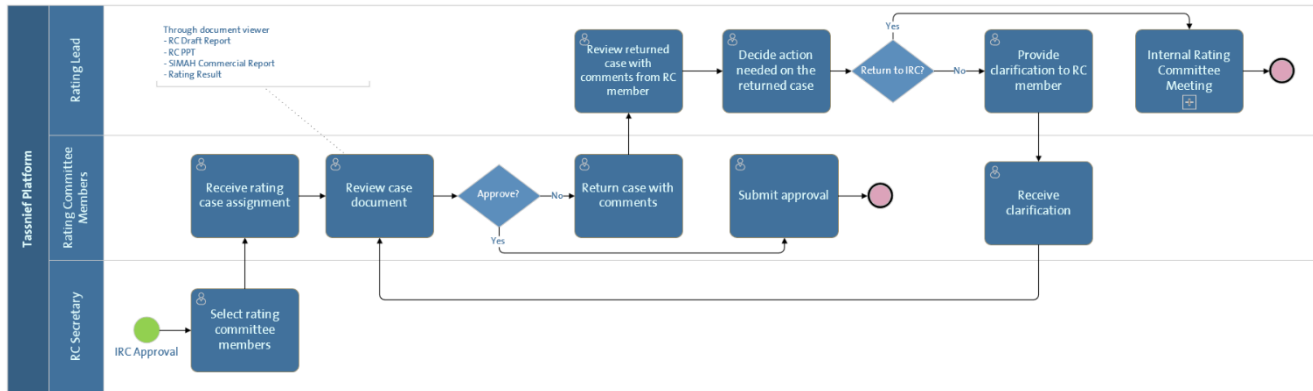 Tassnief Platform
Rating Lead
Through document viewer
- RC Draft Report
- RC PPT
- SIMAH Commercial Report
- Rating Result
Review returned
case with
comments from RC
member
Decide action
needed on the
returned case
Yes
Return to IRC?
No
Provide
clarification to RC
member
Internal Rating
Committee
Meeting
Rating Committee
Members
Receive rating
case assignment
Review case
document
Approve?
No
Yes
Return case with
comments
Submit approval
Receive
clarification
RC Secretary
IRC Approval
Select rating
committee
members